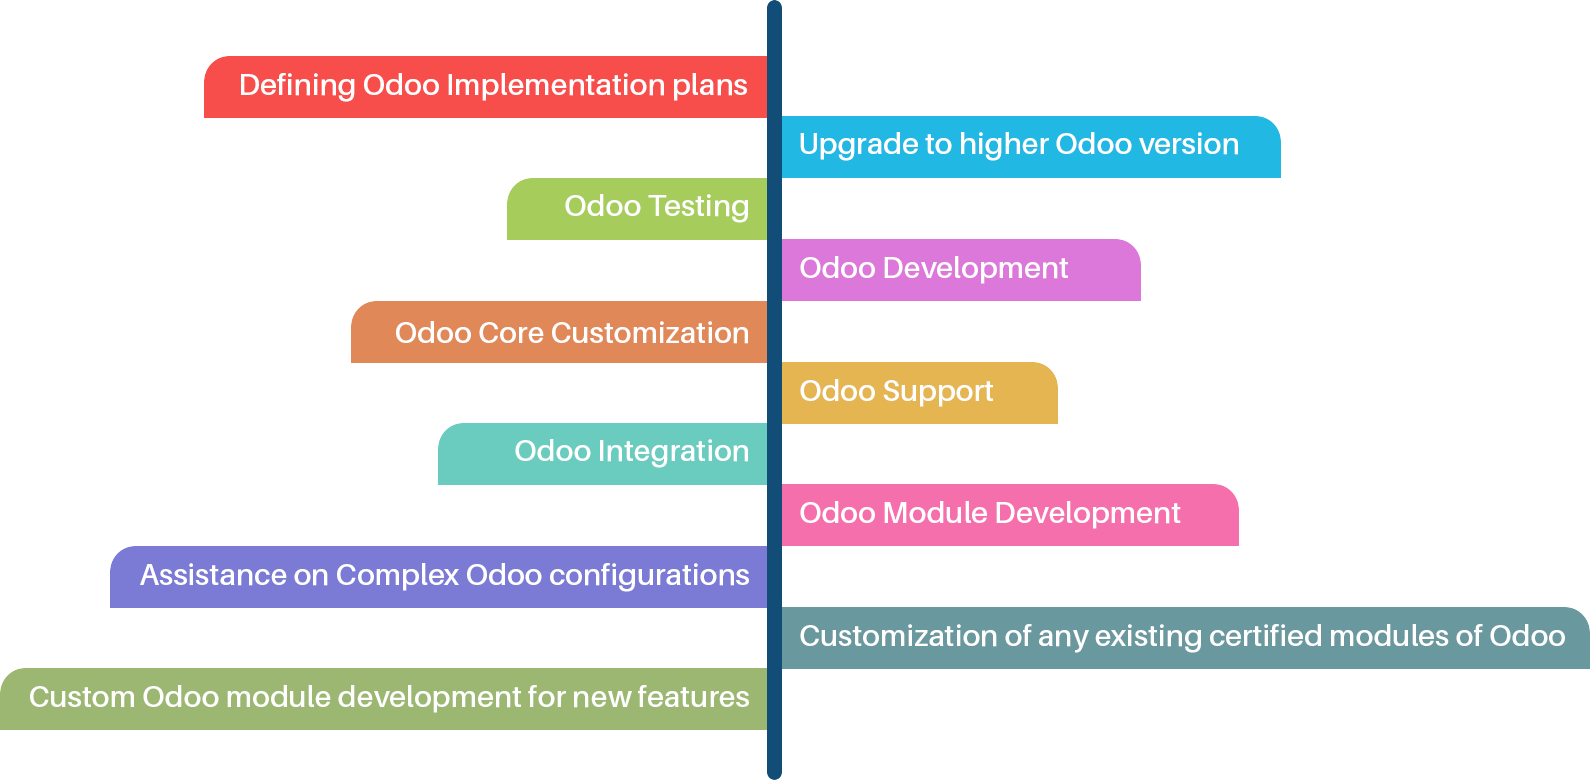 Defining Odoo Implementation plans
Upgrade to higher Odoo version
Odoo Testing
Odoo Development
Odoo Core Customization
Odoo Support
Odoo Integration
Odoo Module Development
Assistance on Complex Odoo configurations
Customization of any existing certified modules of Odoo
Custom Odoo module development for new features